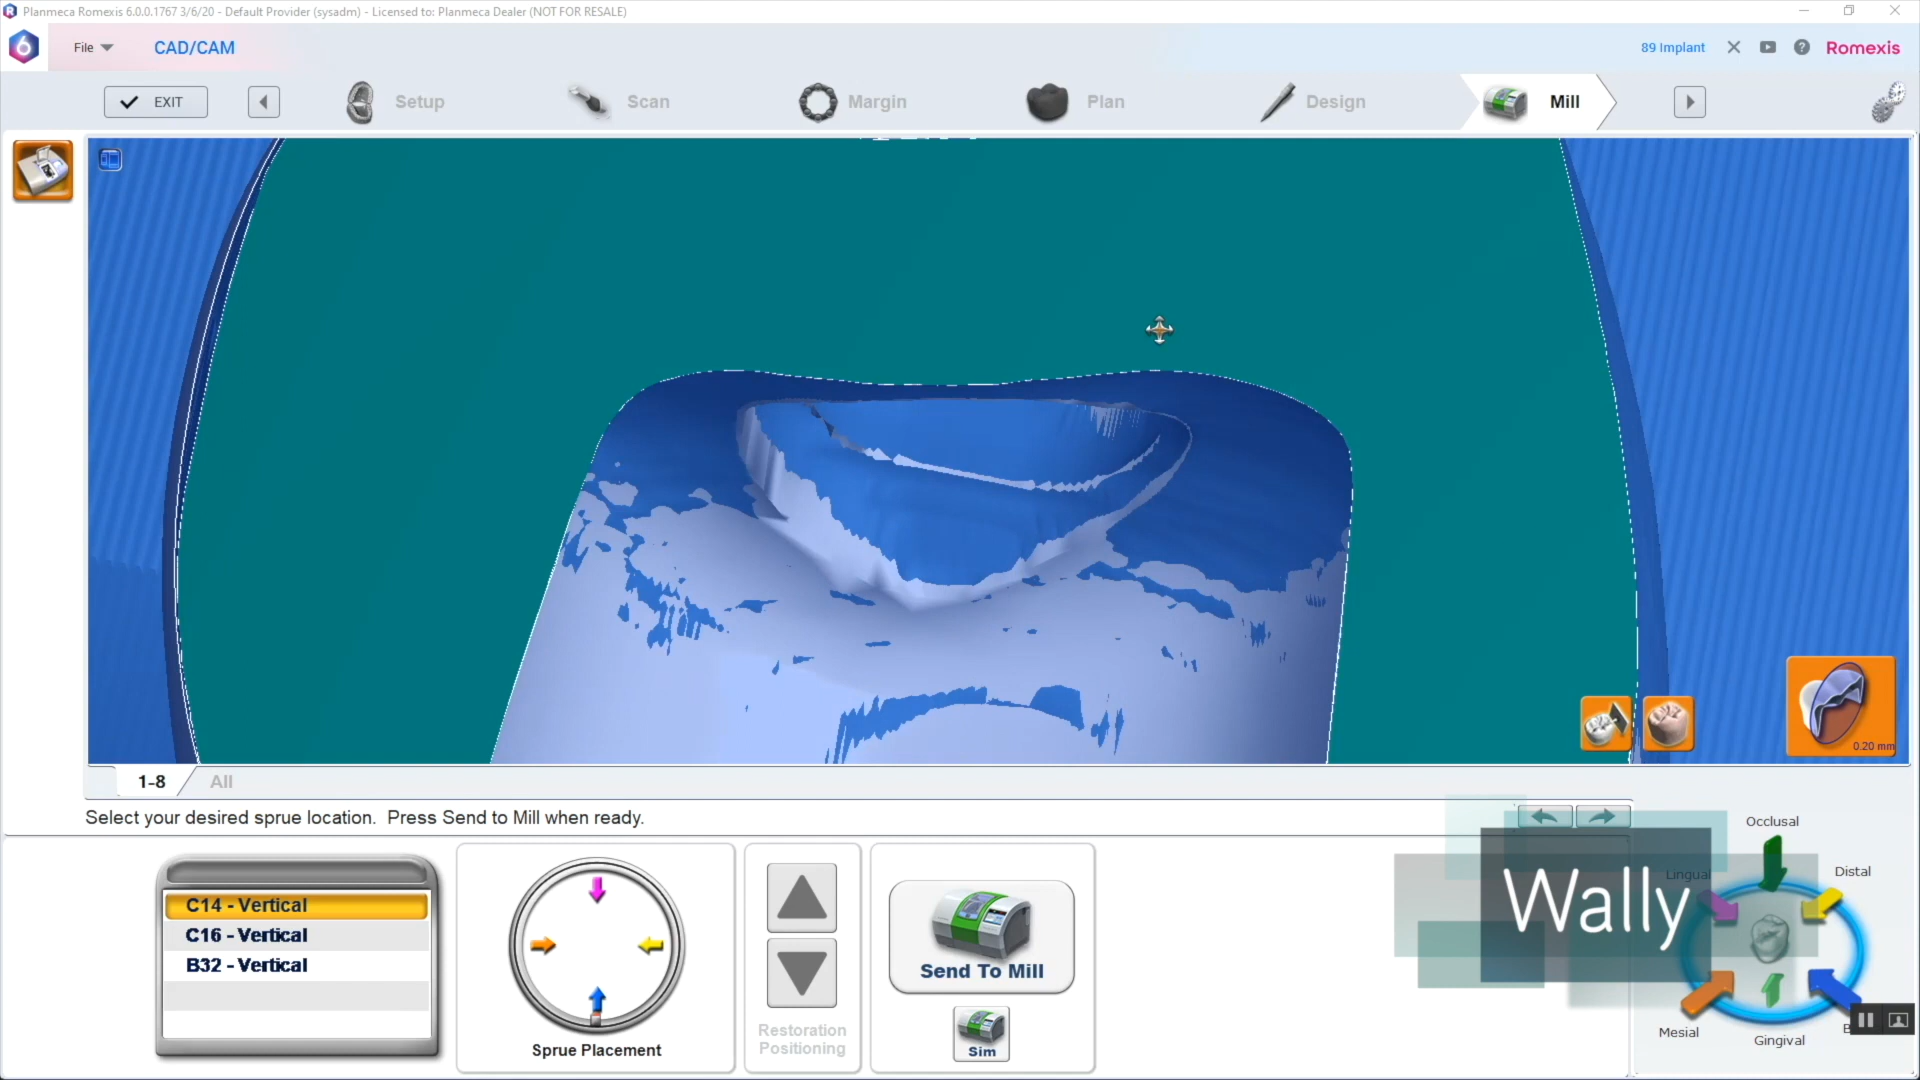 Planmeca Romexis 6.0.0.1767 3/6/20 - Default Provider (sysadm) - Licensed to: Planmeca Dealer (NOT FOR RESALE)
6
File
CAD/CAM
89 Implant
Romexis
EXIT
Setup
Scan
Margin
Plan
Design
Mill
0.20 mm
1-8
All
Select your desired sprue location. Press Send to Mill when ready.
C14 - Vertical
C16 - Vertical
B32 - Vertical
Sprue Placement
Restoration
Positioning
Send To Mill
Sim
Wally
Occlusal
Lingual
Distal
Mesial
Gingival